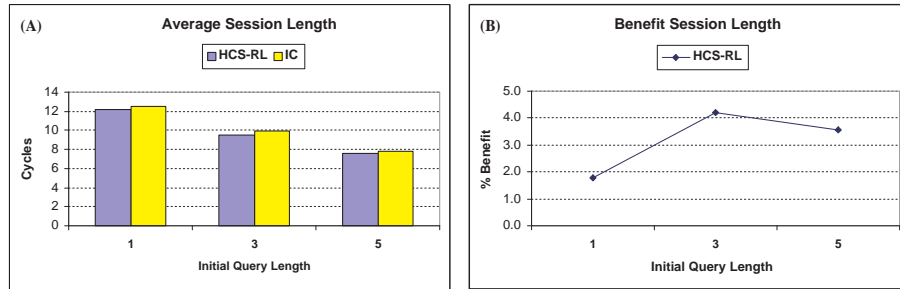 (A)
Average Session Length
HCS-RL IC
14
12
10
8
6
4
2
0
Cycles
1 3 5
Initial Query Length
(B)
Benefit Session Length
HCS-RL
5.0
4.0
3.0
2.0
1.0
0.0
% Benefit
1 3 5
Initial Query Length